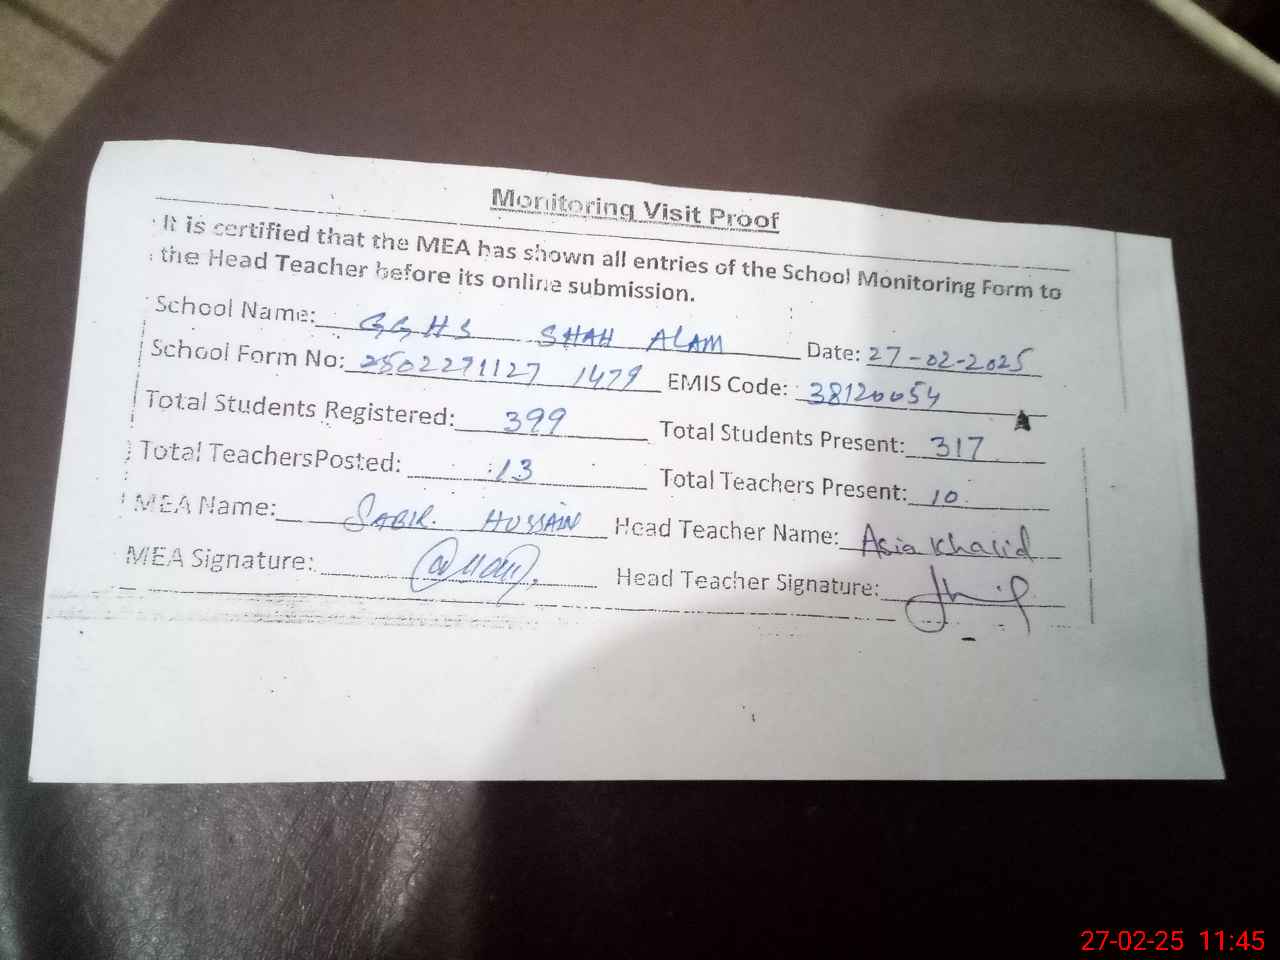 Monitoring Visit Proof
It is certified that the MEA has shown all entries of the School Monitoring Form to
the Head Teacher before its online submission.
School Name: GGHS SHAH ALAM Date: 27-02-2025
School Form No: 2502271127 1479 EMIS Code: 38120054
Total Students Registered: 399 Total Students Present: 317
Total TeachersPosted: 13 Total Teachers Present: 10
MEA Name: SABIR HUSSAIN Head Teacher Name: Asia Khalid
MEA Signature: Head Teacher Signature:
27-02-25 11:45